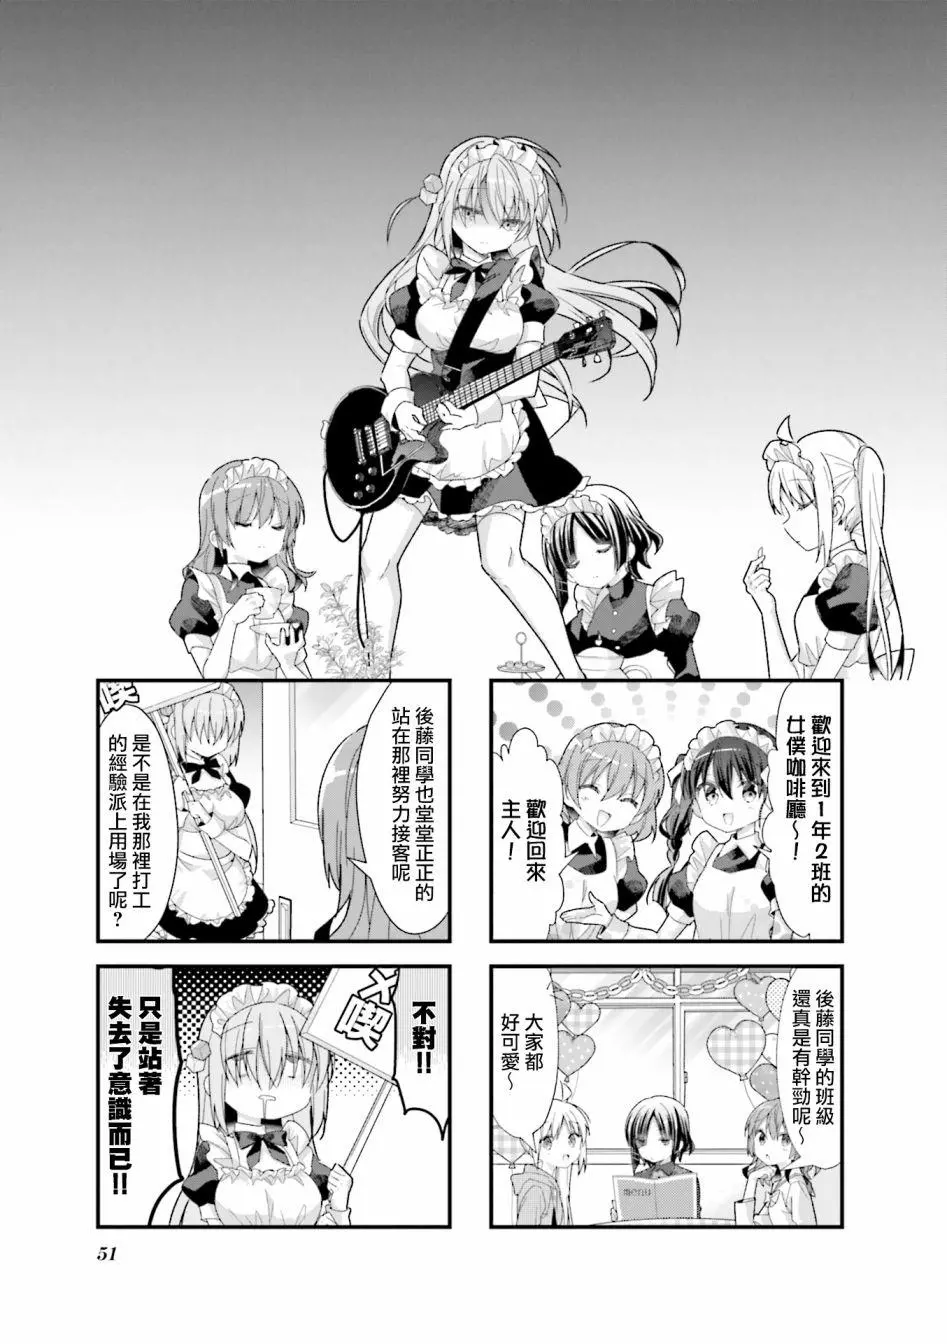 歡迎來到1年2班的
女僕咖啡廳～!
歡迎回來
主人!
後藤同學的班級
還真是有幹勁呢～
大家都
好可愛～
menu
後藤同學也堂堂正正的
站在那裡努力接客呢
喫
是不是在我那裡打工
的經驗派上用場了呢?
不對!!
メ喫
只是站著
失去了意識而已!!
51